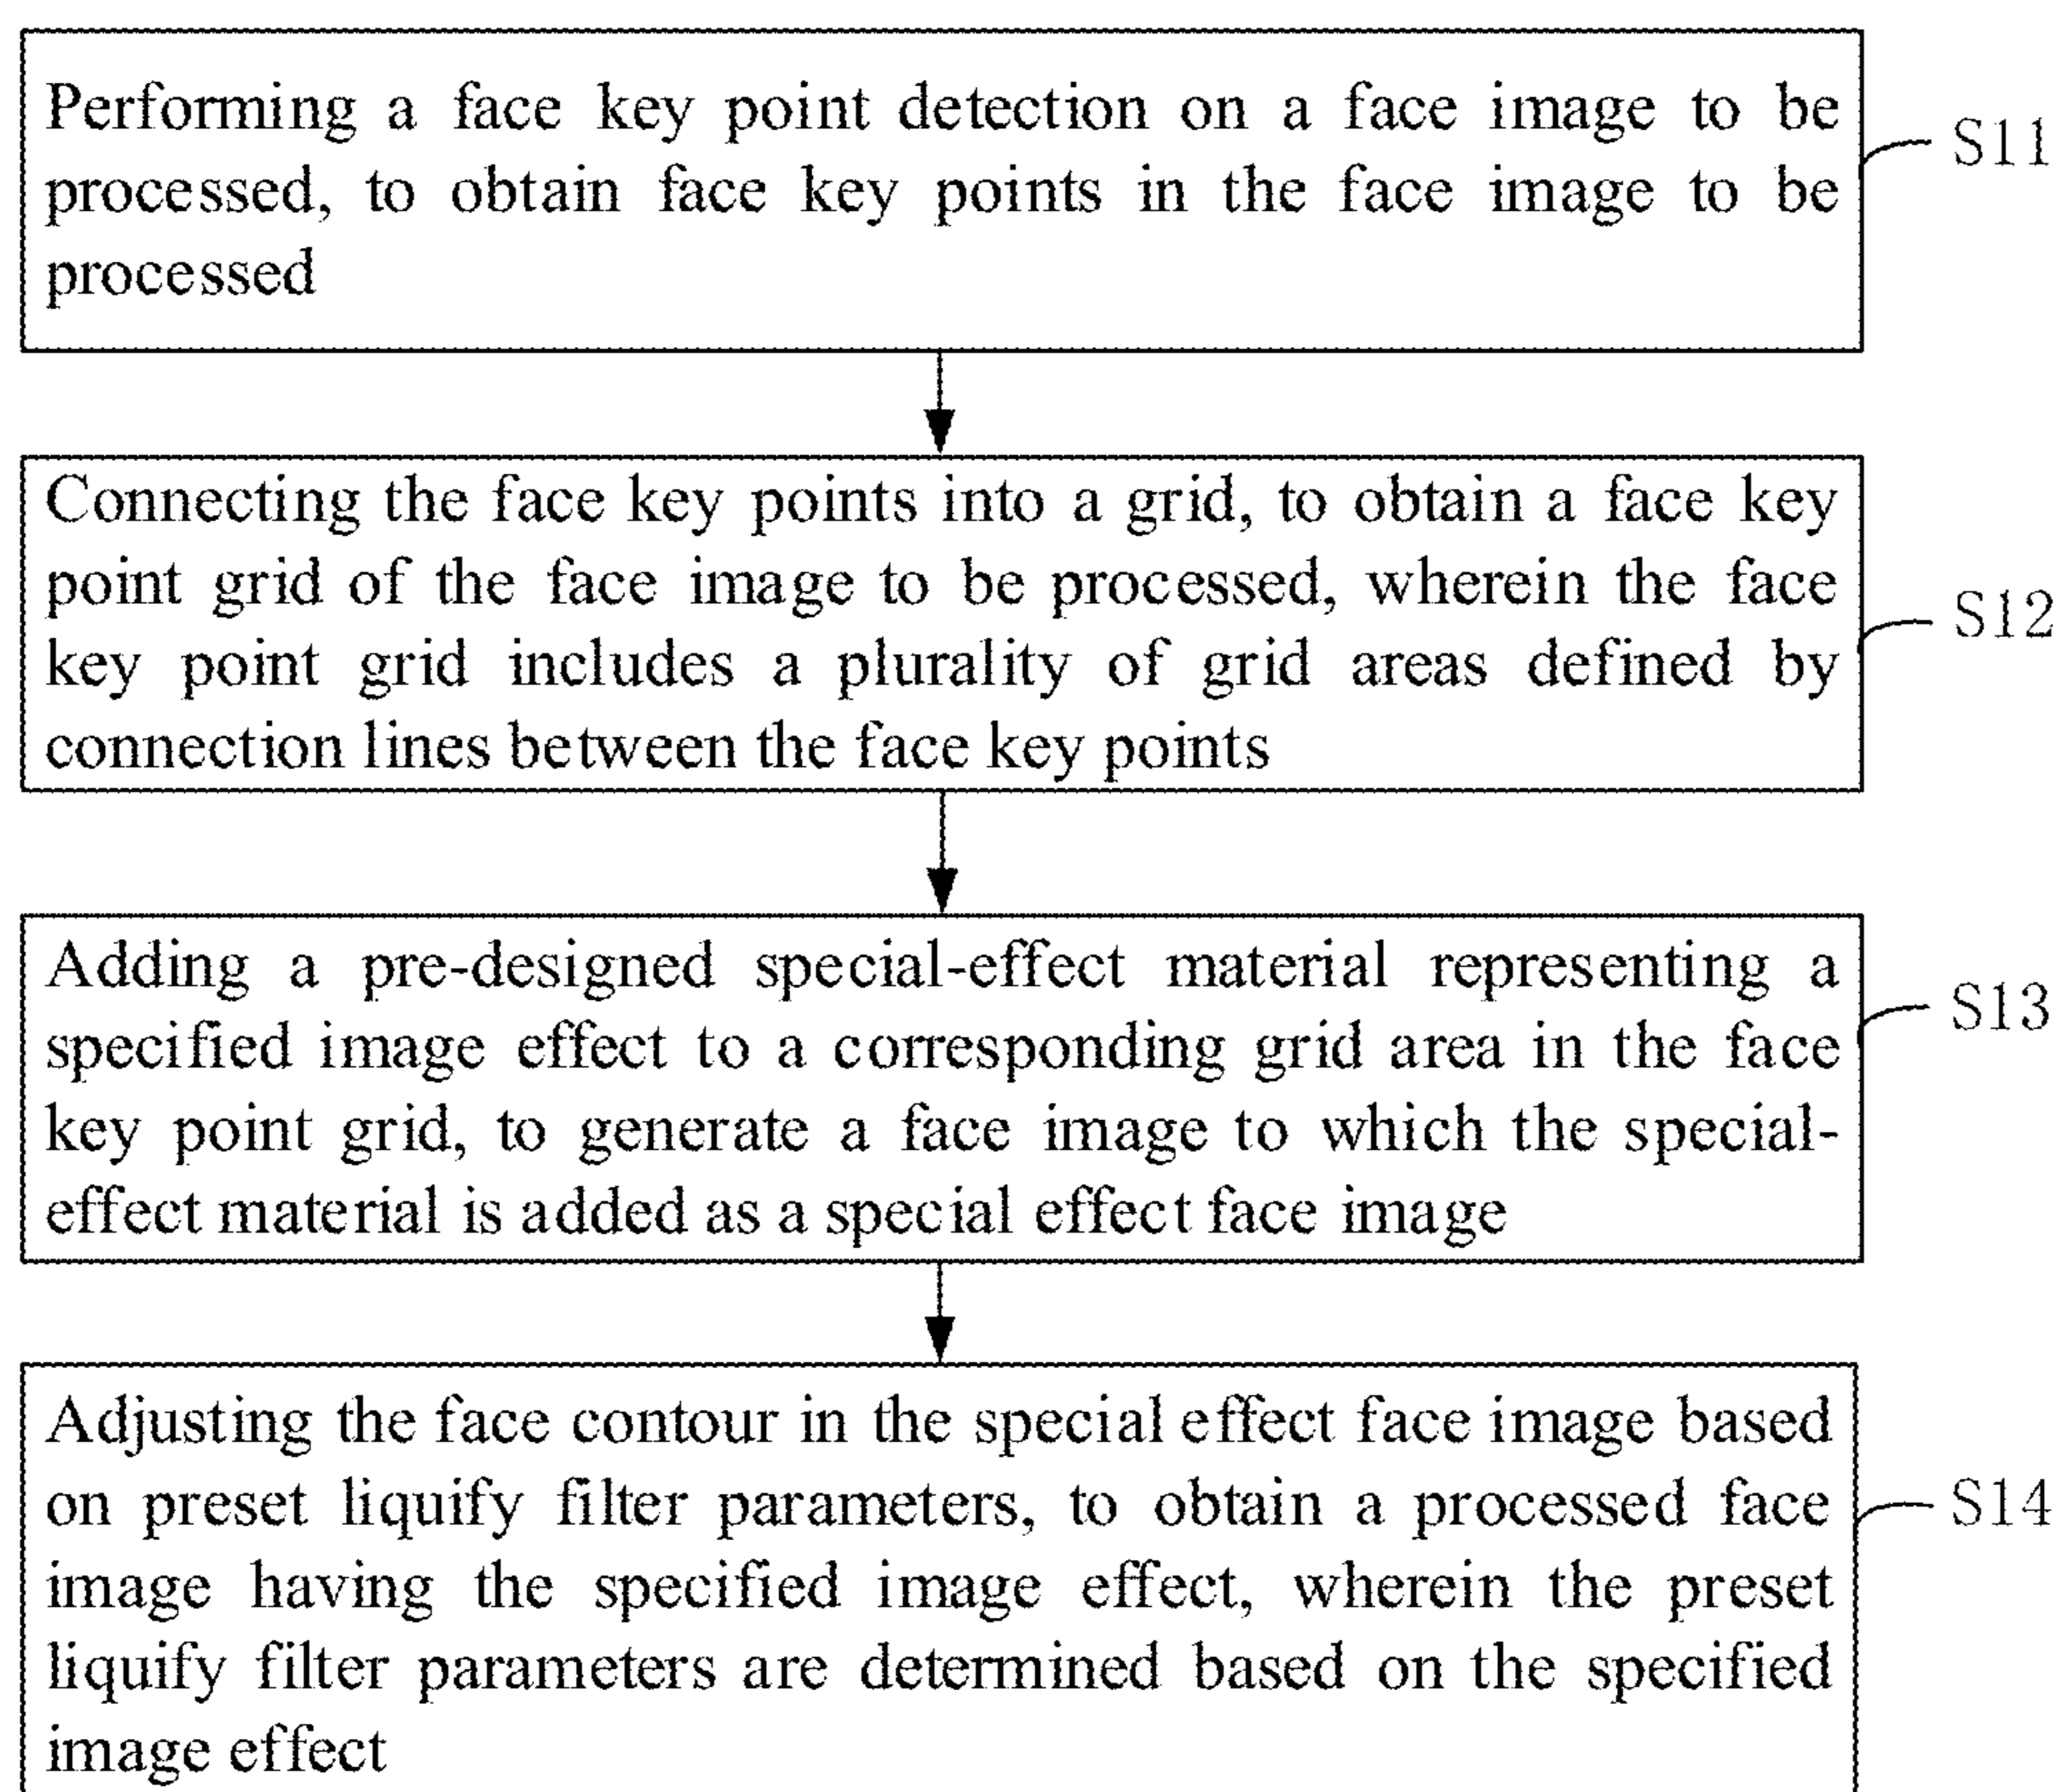 Performing a face key point detection on a face image to be
processed, to obtain face key points in the face image to be
processed
S11
Connecting the face key points into a grid, to obtain a face key
point grid of the face image to be processed, wherein the face
key point grid includes a plurality of grid areas defined by
connection lines between the face key points
S12
Adding a pre-designed special-effect material representing a
specified image effect to a corresponding grid area in the face
key point grid, to generate a face image to which the special-
effect material is added as a special effect face image
S13
Adjusting the face contour in the special effect face image based
on preset liquify filter parameters, to obtain a processed face
image having the specified image effect, wherein the preset
liquify filter parameters are determined based on the specified
image effect
S14